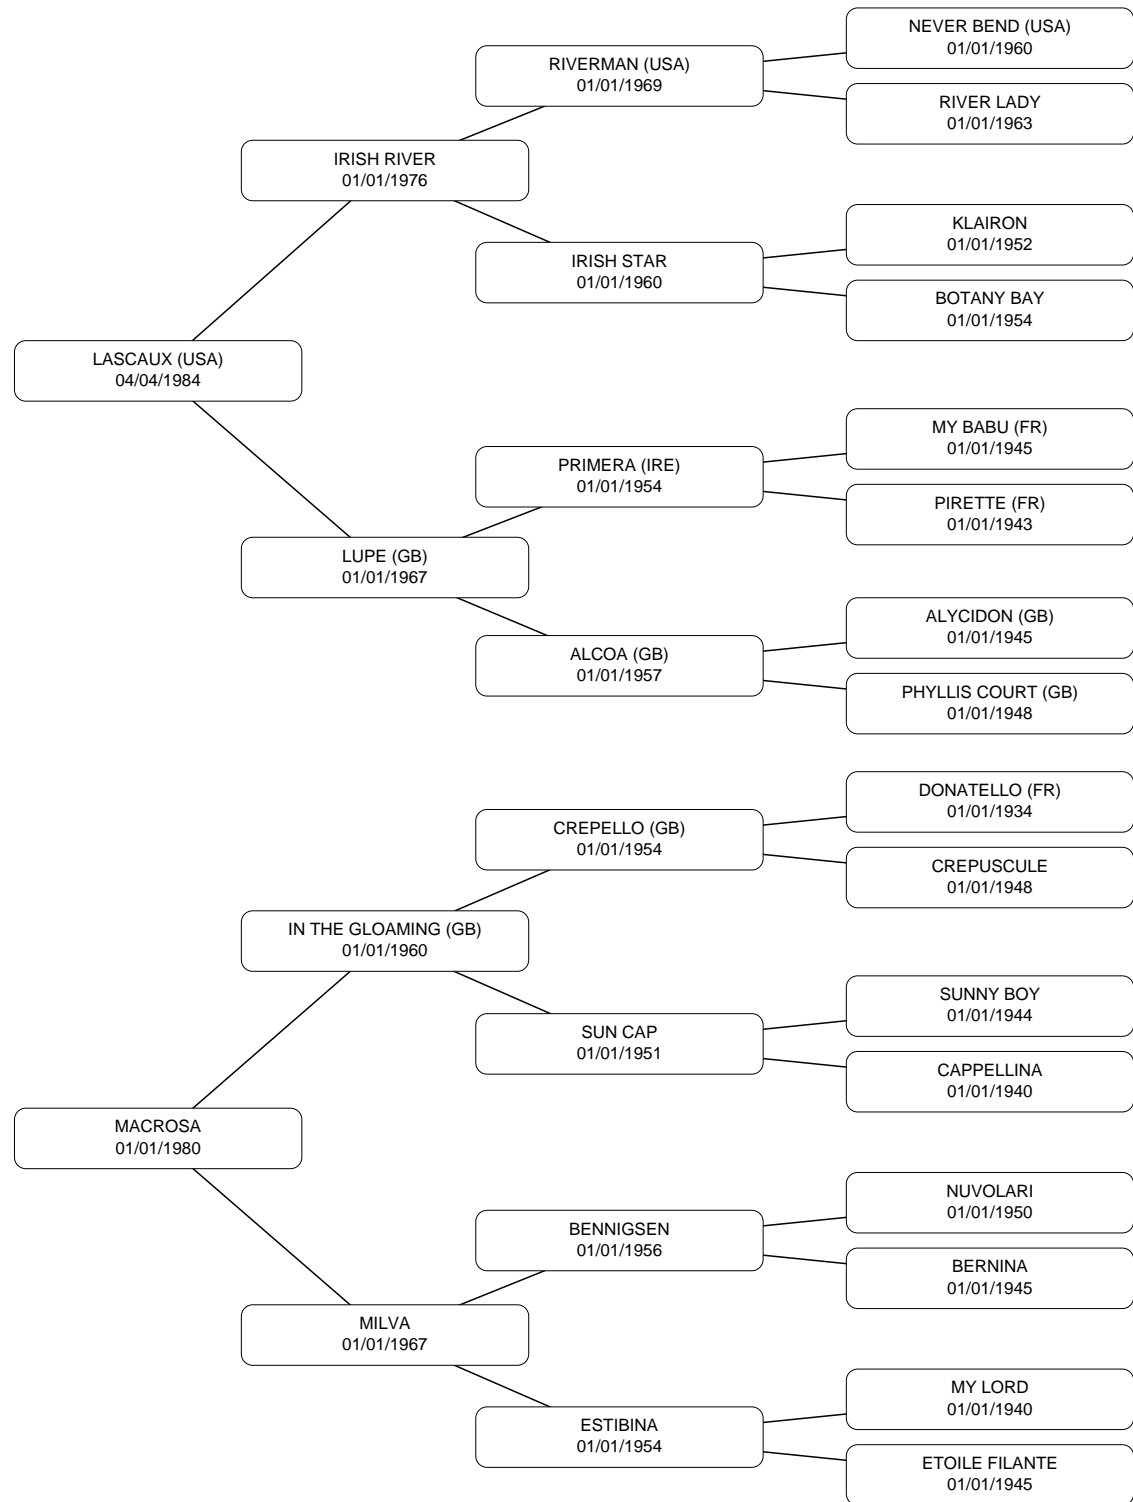 NEVER BEND (USA)
01/01/1960
RIVERMAN (USA)
01/01/1969
RIVER LADY
01/01/1963
IRISH RIVER
01/01/1976
KLAIRON
01/01/1952
IRISH STAR
01/01/1960
BOTANY BAY
01/01/1954
LASCAUX (USA)
04/04/1984
MY BABU (FR)
01/01/1945
PRIMERA (IRE)
01/01/1954
PIRETTE (FR)
01/01/1943
LUPE (GB)
01/01/1967
ALYCIDON (GB)
01/01/1945
ALCOA (GB)
01/01/1957
PHYLLIS COURT (GB)
01/01/1948
DONATELLO (FR)
01/01/1934
CREPELLO (GB)
01/01/1954
CREPUSCULE
01/01/1948
IN THE GLOAMING (GB)
01/01/1960
SUNNY BOY
01/01/1944
SUN CAP
01/01/1951
CAPPELLINA
01/01/1940
MACROSA
01/01/1980
NUVOLARI
01/01/1950
BENNIGSEN
01/01/1956
BERNINA
01/01/1945
MILVA
01/01/1967
MY LORD
01/01/1940
ESTIBINA
01/01/1954
ETOILE FILANTE
01/01/1945